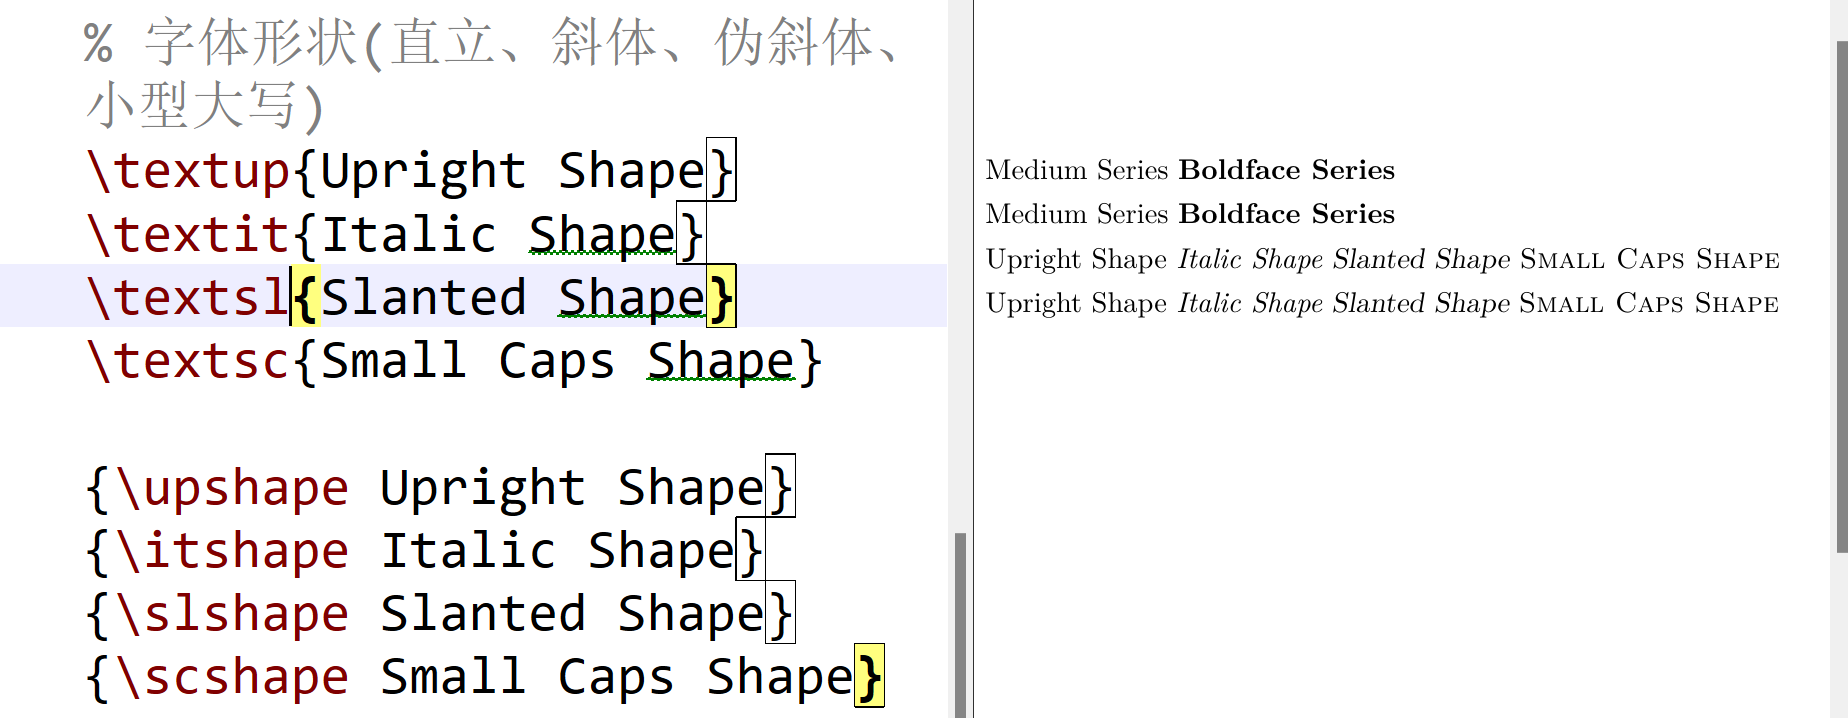 % 字体形状(直立、斜体、伪斜体、
小型大写)
\textup{Upright Shape}
\textit{Italic Shape}
\textsl{Slanted Shape}
\textsc{Small Caps Shape}
{\upshape Upright Shape}
{\itshape Italic Shape}
{\slshape Slanted Shape}
{\scshape Small Caps Shape}
Medium Series Boldface Series
Medium Series Boldface Series
Upright Shape Italic Shape Slanted Shape SMALL CAPS SHAPE
Upright Shape Italic Shape Slanted Shape SMALL CAPS SHAPE